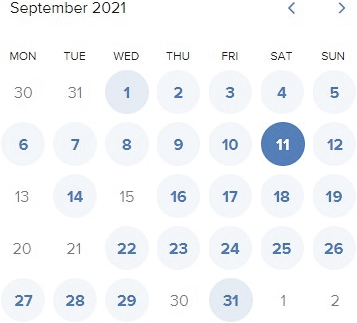 September 2021
MON TUE WED THU FRI SAT SUN
30 31 1 2 3 4 5
6 7 8 9 10 11 12
13 14 15 16 17 18 19
20 21 22 23 24 25 26
27 28 29 30 31 1 2